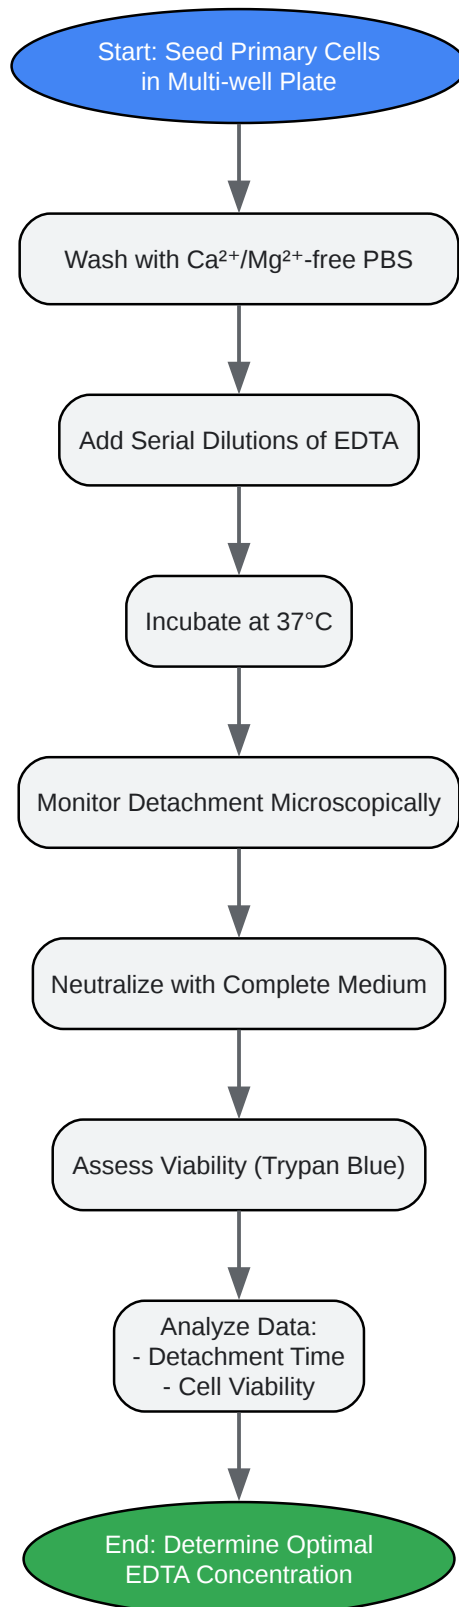 Start: Seed Primary Cells
in Multi-well Plate
Wash with Ca²⁺/Mg²⁺-free PBS
Add Serial Dilutions of EDTA
Incubate at 37°C
Monitor Detachment Microscopically
Neutralize with Complete Medium
Assess Viability (Trypan Blue)
Analyze Data:
- Detachment Time
- Cell Viability
End: Determine Optimal
EDTA Concentration